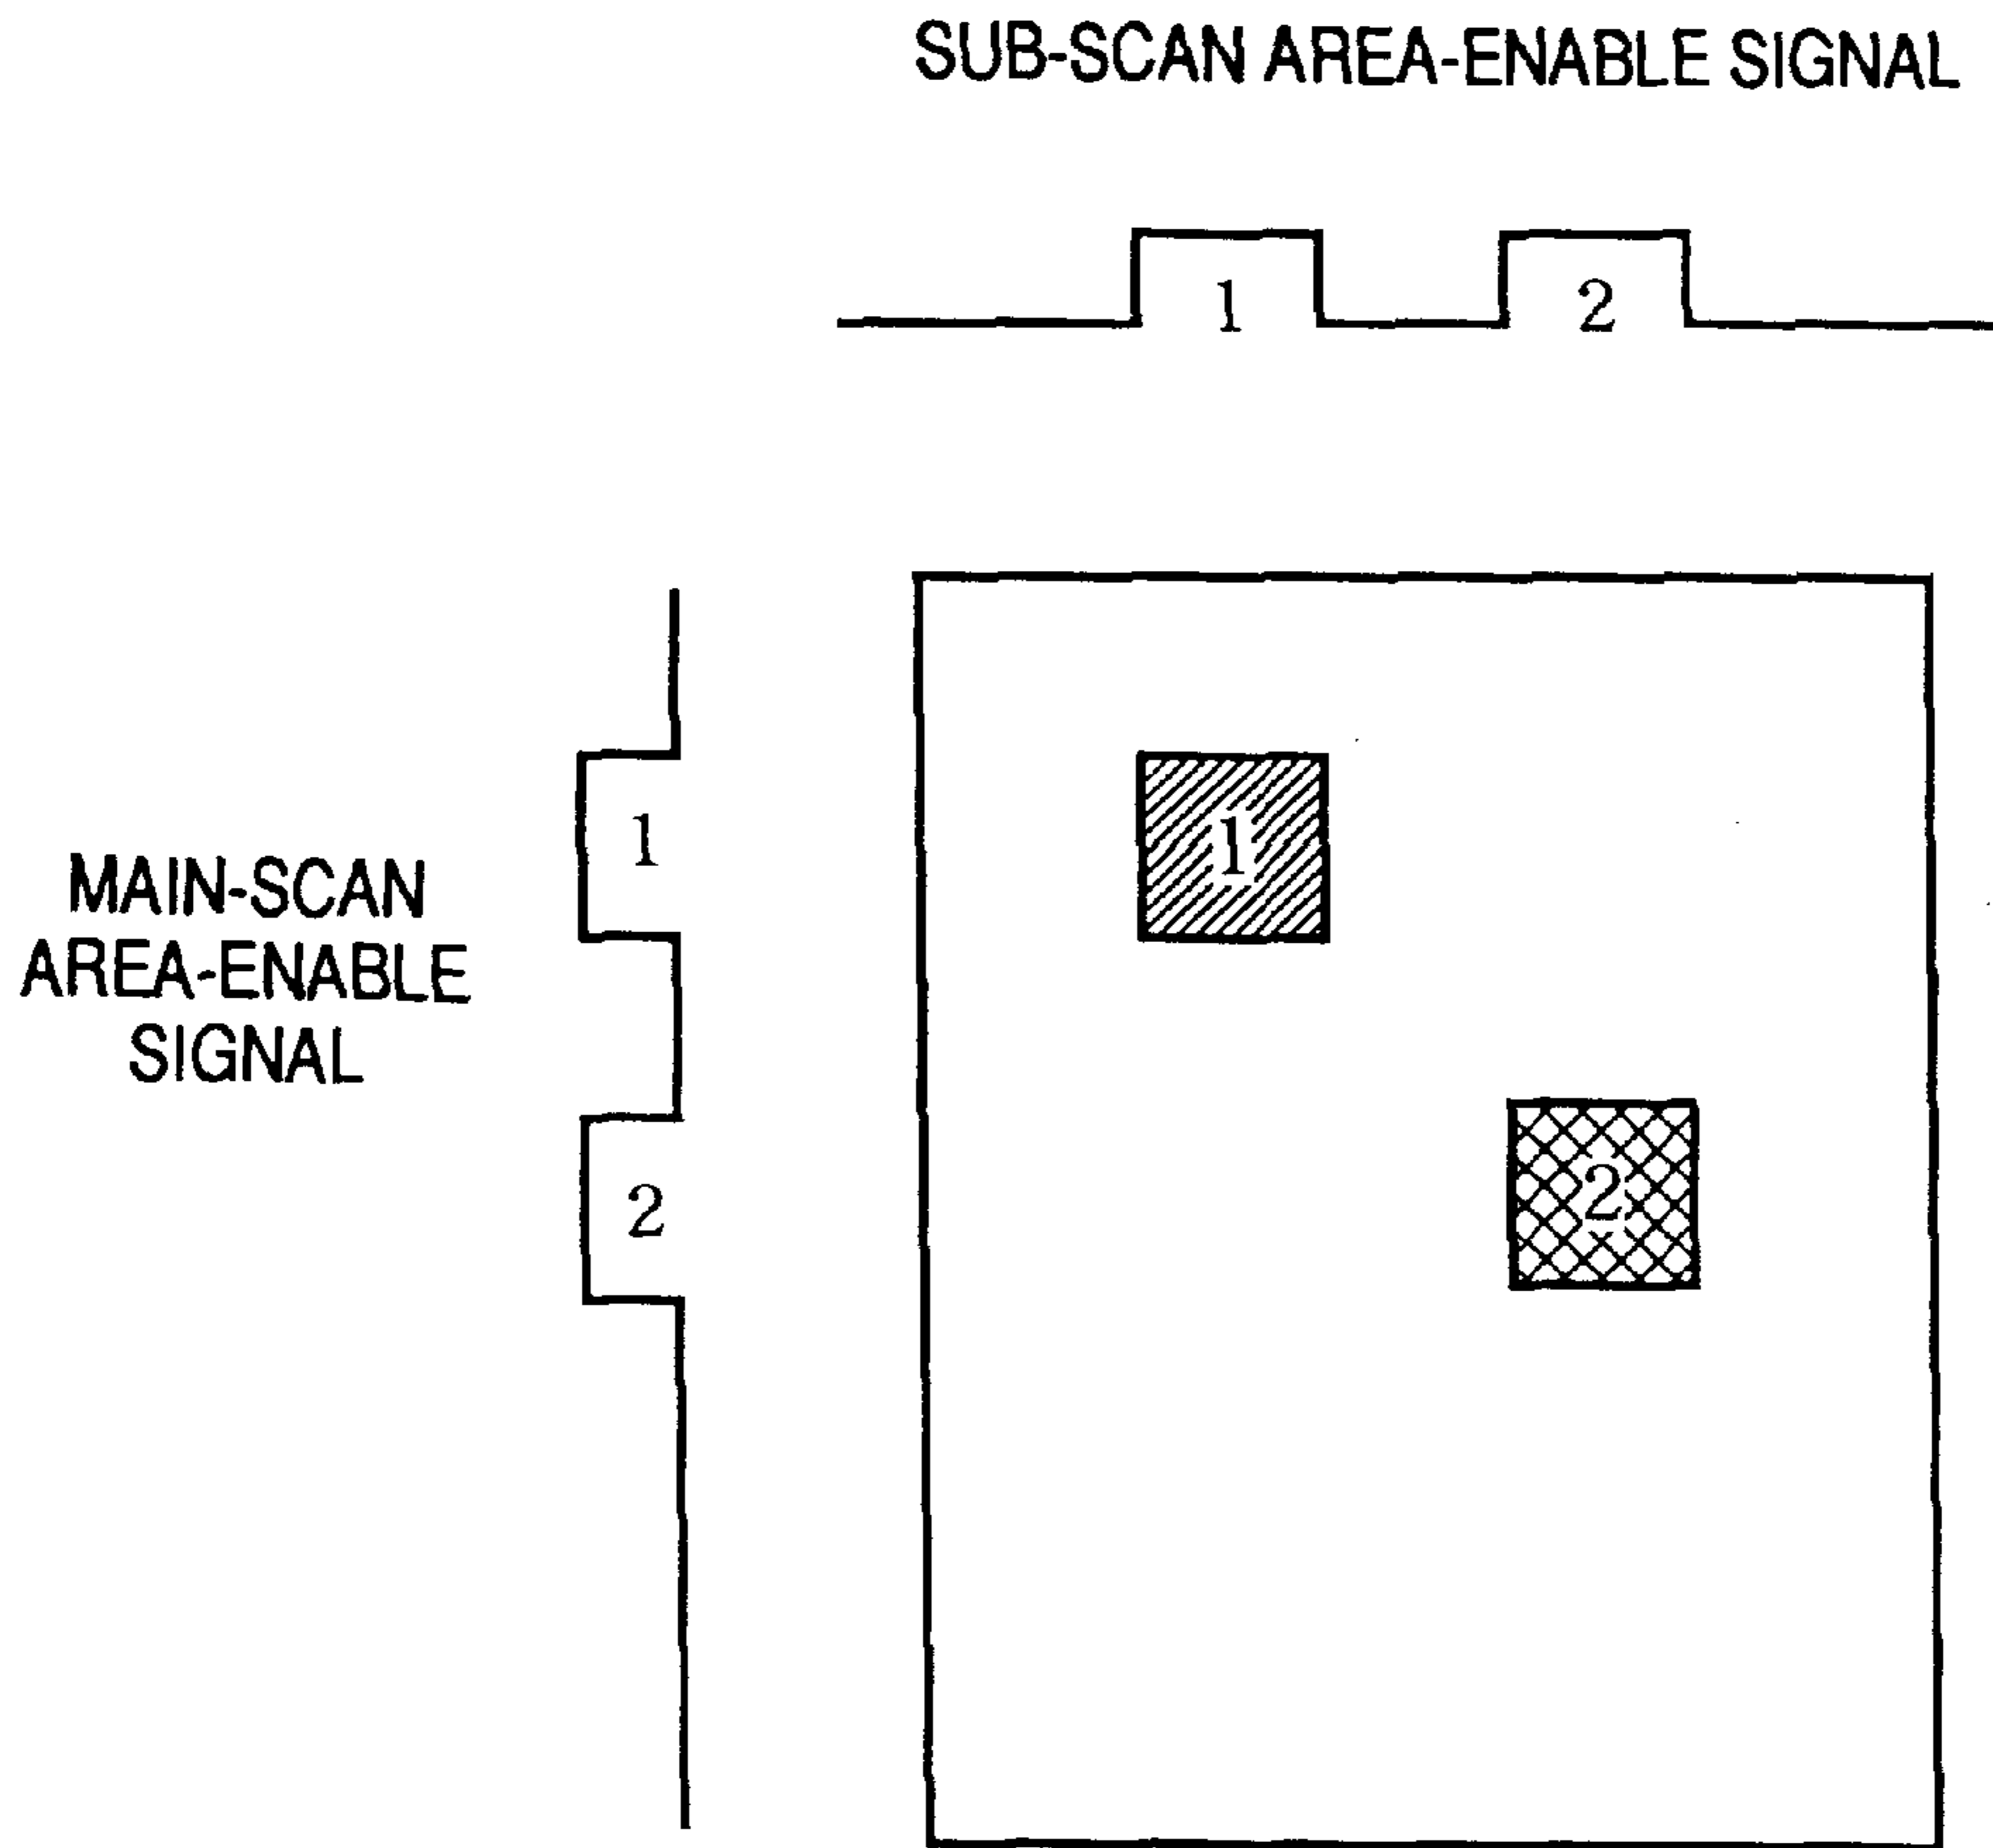 SUB-SCAN AREA-ENABLE SIGNAL
1 2
MAIN-SCAN
AREA-ENABLE
SIGNAL
1
2
1
2